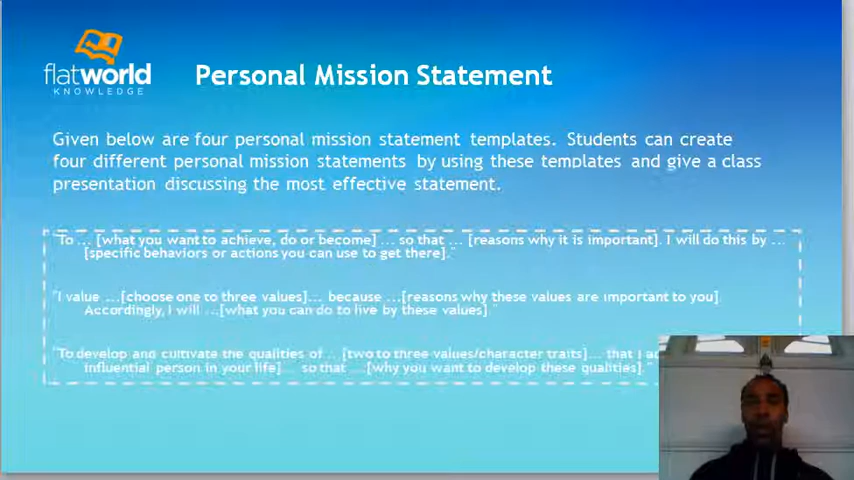 flatworld
KNOWLEDGE
Personal Mission Statement
Given below are four personal mission statement templates. Students can create
four different personal mission statements by using these templates and give a class
presentation discussing the most effective statement.
"To ... [what you want to achieve, do or become] ... so that ... [reasons why it is important]. I will do this by ...
[specific behaviors or actions you can use to get there]."
"I value ...[choose one to three values]... because ...[reasons why these values are important to you].
Accordingly, I will ...[what you can do to live by these values]."
"To develop and cultivate the qualities of... [two to three values/character traits]... that I
influential person in your life]... so that ...[why you want to develop these qualities]."